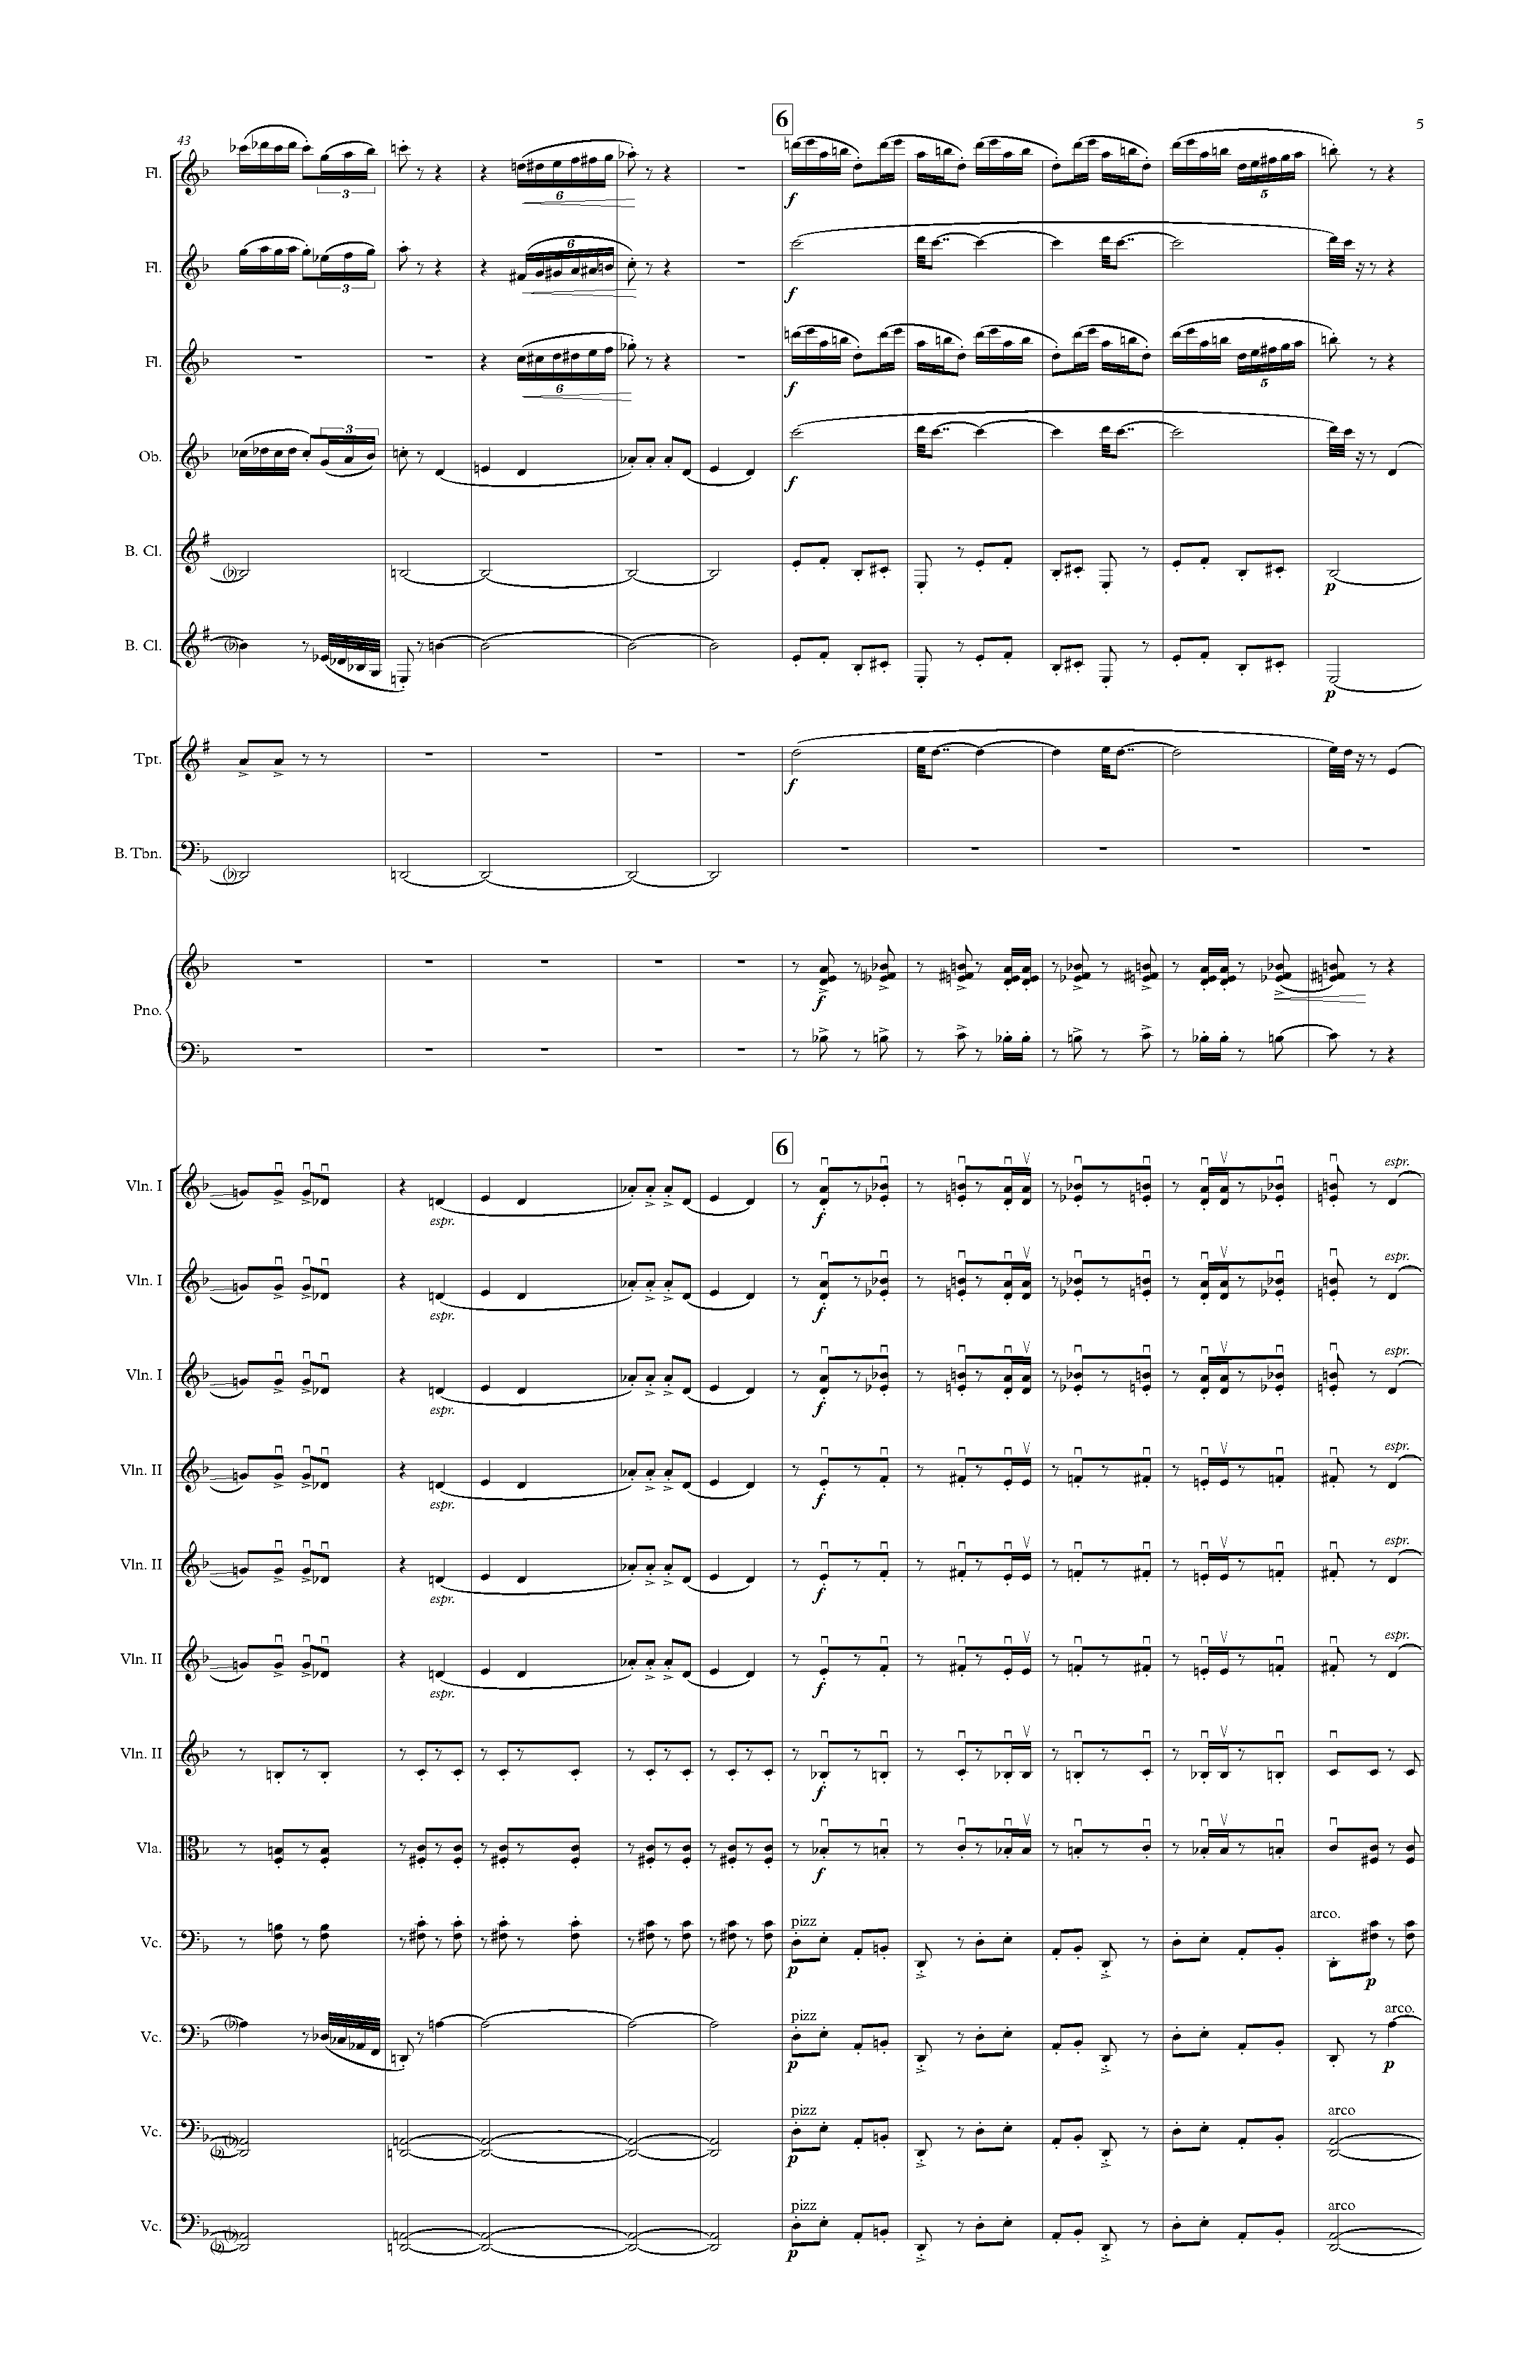 6
5
43
Fl.
3
6
f
5
Fl.
3
6
f
Fl.
6
f
5
Ob.
3
f
B. Cl.
p
B. Cl.
p
Tpt.
f
B. Tbn.
Pno.
f
6
Vln. I
espr.
f
espr.
Vln. I
espr.
f
espr.
Vln. I
espr.
f
espr.
Vln. II
espr.
f
espr.
Vln. II
espr.
f
espr.
Vln. II
espr.
f
espr.
Vln. II
f
Vla.
f
Vc.
pizz
p
arco.
p
Vc.
pizz
p
arco.
p
Vc.
pizz
p
arco
Vc.
pizz
p
arco